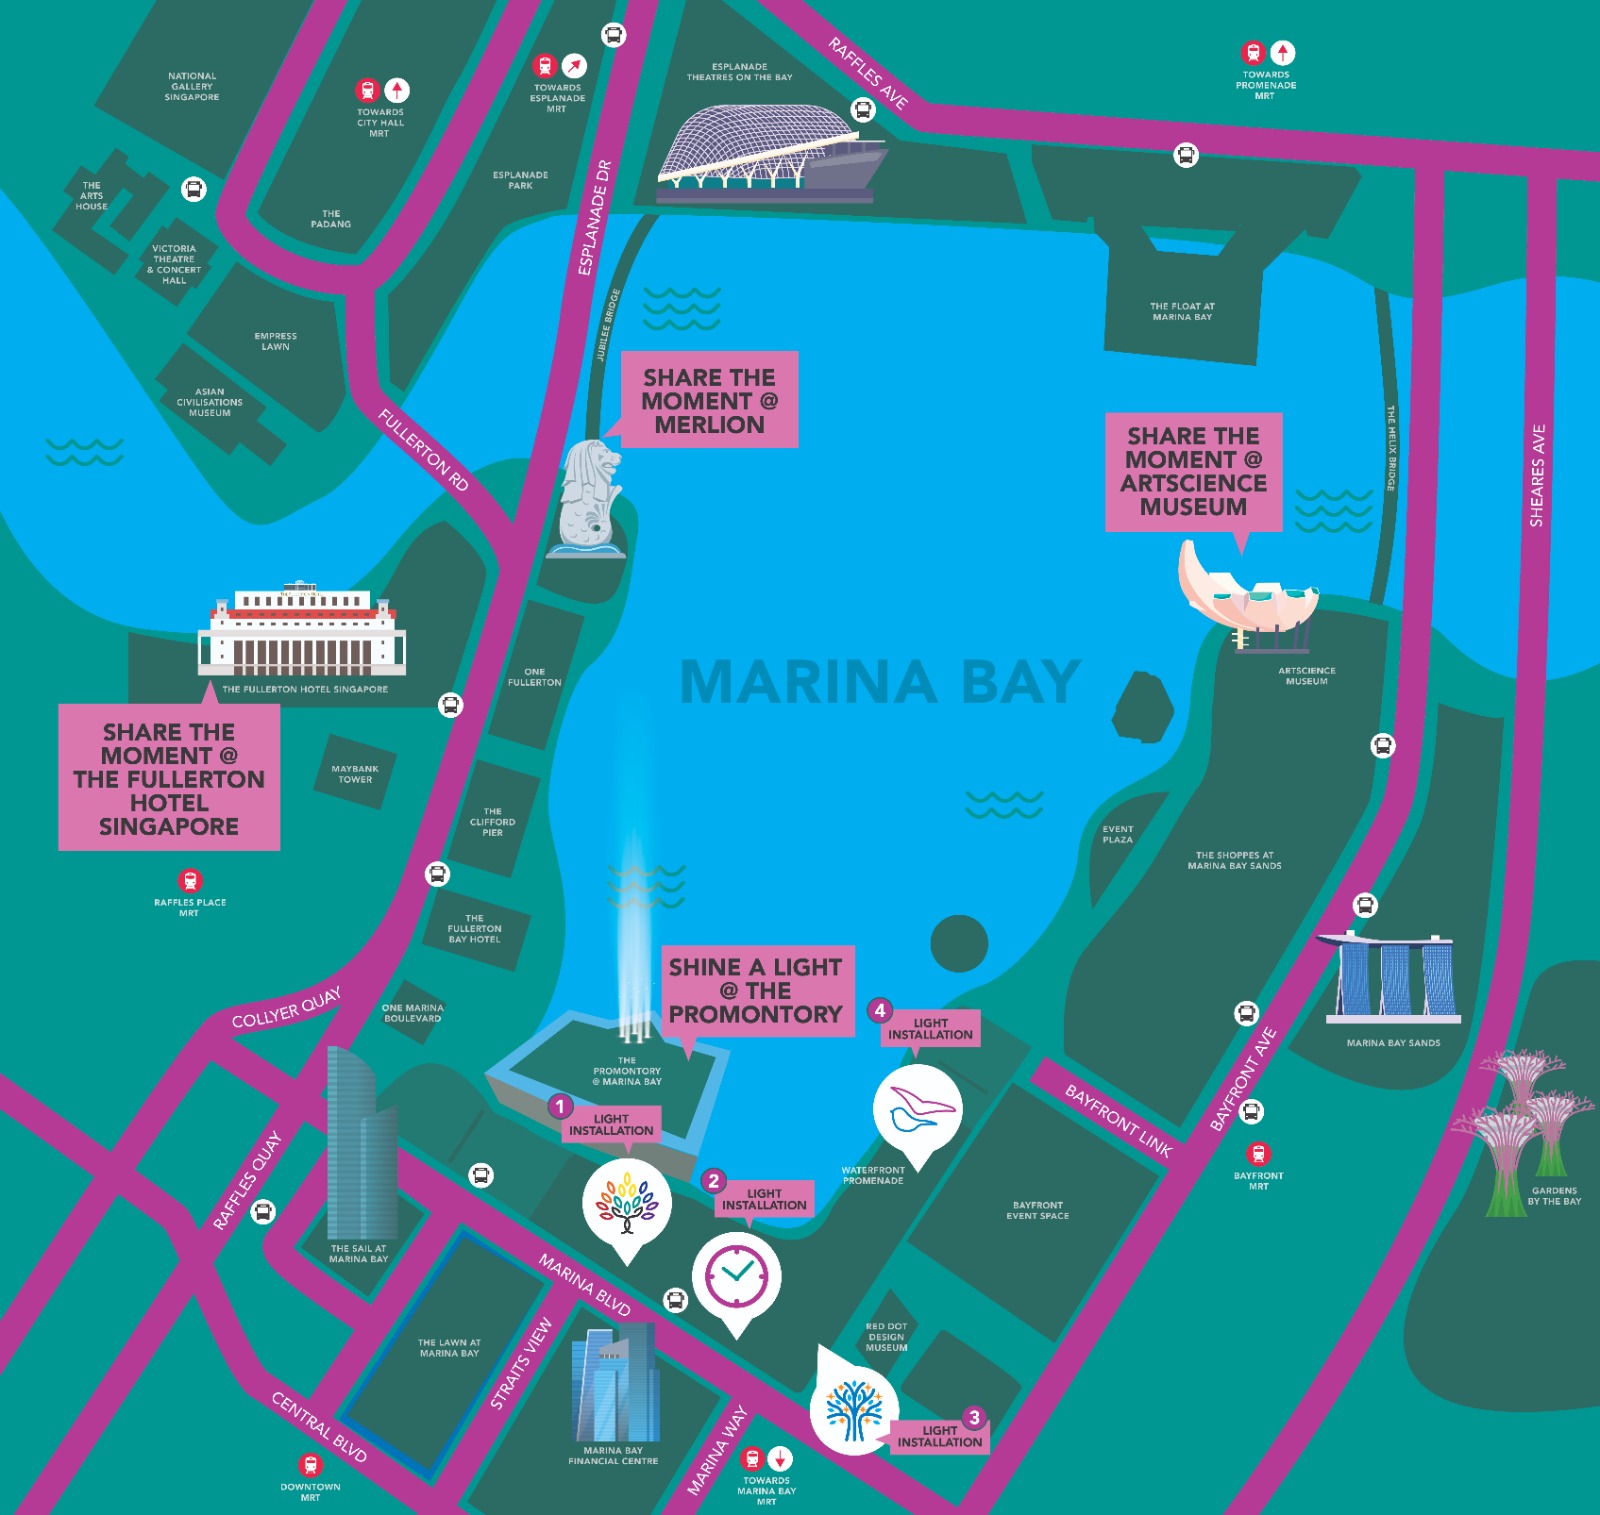 NATIONAL
GALLERY
SINGAPORE
TOWARDS
CITY HALL
MRT
TOWARDS
ESPLANADE
MRT
ESPLANADE
THEATRES ON THE BAY
RAFFLES AVE
TOWARDS
PROMENADE
MRT
THE
ARTS
HOUSE
THE
PADANG
ESPLANADE
PARK
ESPLANADE DR
VICTORIA
THEATRE
& CONCERT
HALL
EMPRESS
LAWN
JUBILEE BRIDGE
THE FLOAT AT
MARINA BAY
ASIAN
CIVILISATIONS
MUSEUM
FULLERTON RD
SHARE THE
MOMENT @
MERLION
SHARE THE
MOMENT @
ARTSCIENCE
MUSEUM
THE HELIX BRIDGE
SHEARES AVE
THE FULLERTON HOTEL SINGAPORE
ONE
FULLERTON
MARINA BAY
ARTSCIENCE
MUSEUM
SHARE THE
MOMENT @
THE FULLERTON
HOTEL
SINGAPORE
MAYBANK
TOWER
THE
CLIFFORD
PIER
EVENT
PLAZA
THE SHOPPES AT
MARINA BAY SANDS
RAFFLES PLACE
MRT
THE
FULLERTON
BAY HOTEL
SHINE A LIGHT
@ THE
PROMONTORY
COLLYER QUAY
ONE MARINA
BOULEVARD
4
LIGHT
INSTALLATION
MARINA BAY SANDS
THE
PROMONTORY
@ MARINA BAY
BAYFRONT AVE
BAYFRONT LINK
1
LIGHT
INSTALLATION
RAFFLES QUAY
WATERFRONT
PROMENADE
BAYFRONT
MRT
2
LIGHT
INSTALLATION
BAYFRONT
EVENT SPACE
GARDENS
BY THE BAY
THE SAIL AT
MARINA BAY
MARINA BLVD
THE LAWN AT
MARINA BAY
STRAITS VIEW
RED DOT
DESIGN
MUSEUM
CENTRAL BLVD
MARINA BAY
FINANCIAL CENTRE
MARINA WAY
3
LIGHT
INSTALLATION
DOWNTOWN
MRT
TOWARDS
MARINA BAY
MRT